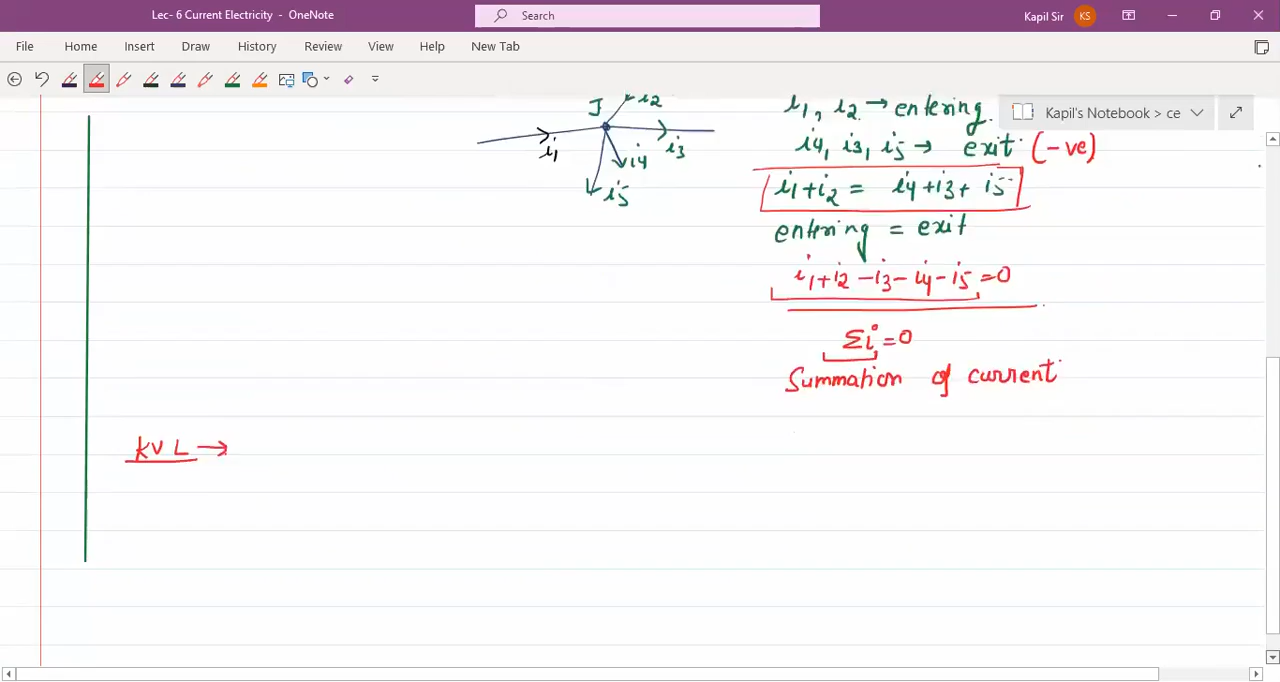 Lec- 6 Current Electricity - OneNote
Search
Kapil Sir
KS
File Home Insert Draw History Review View Help New Tab
Kapil's Notebook > ce
J
i2
i1
i4
i3
i5
i1, i2 → entering
i4, i3, i5 → exit (-ve)
i1+i2 = i4+i3+ i5
entering = exit
i1+i2 -i3- i4-i5 =0
Σi =0
Summation of current
KVL →